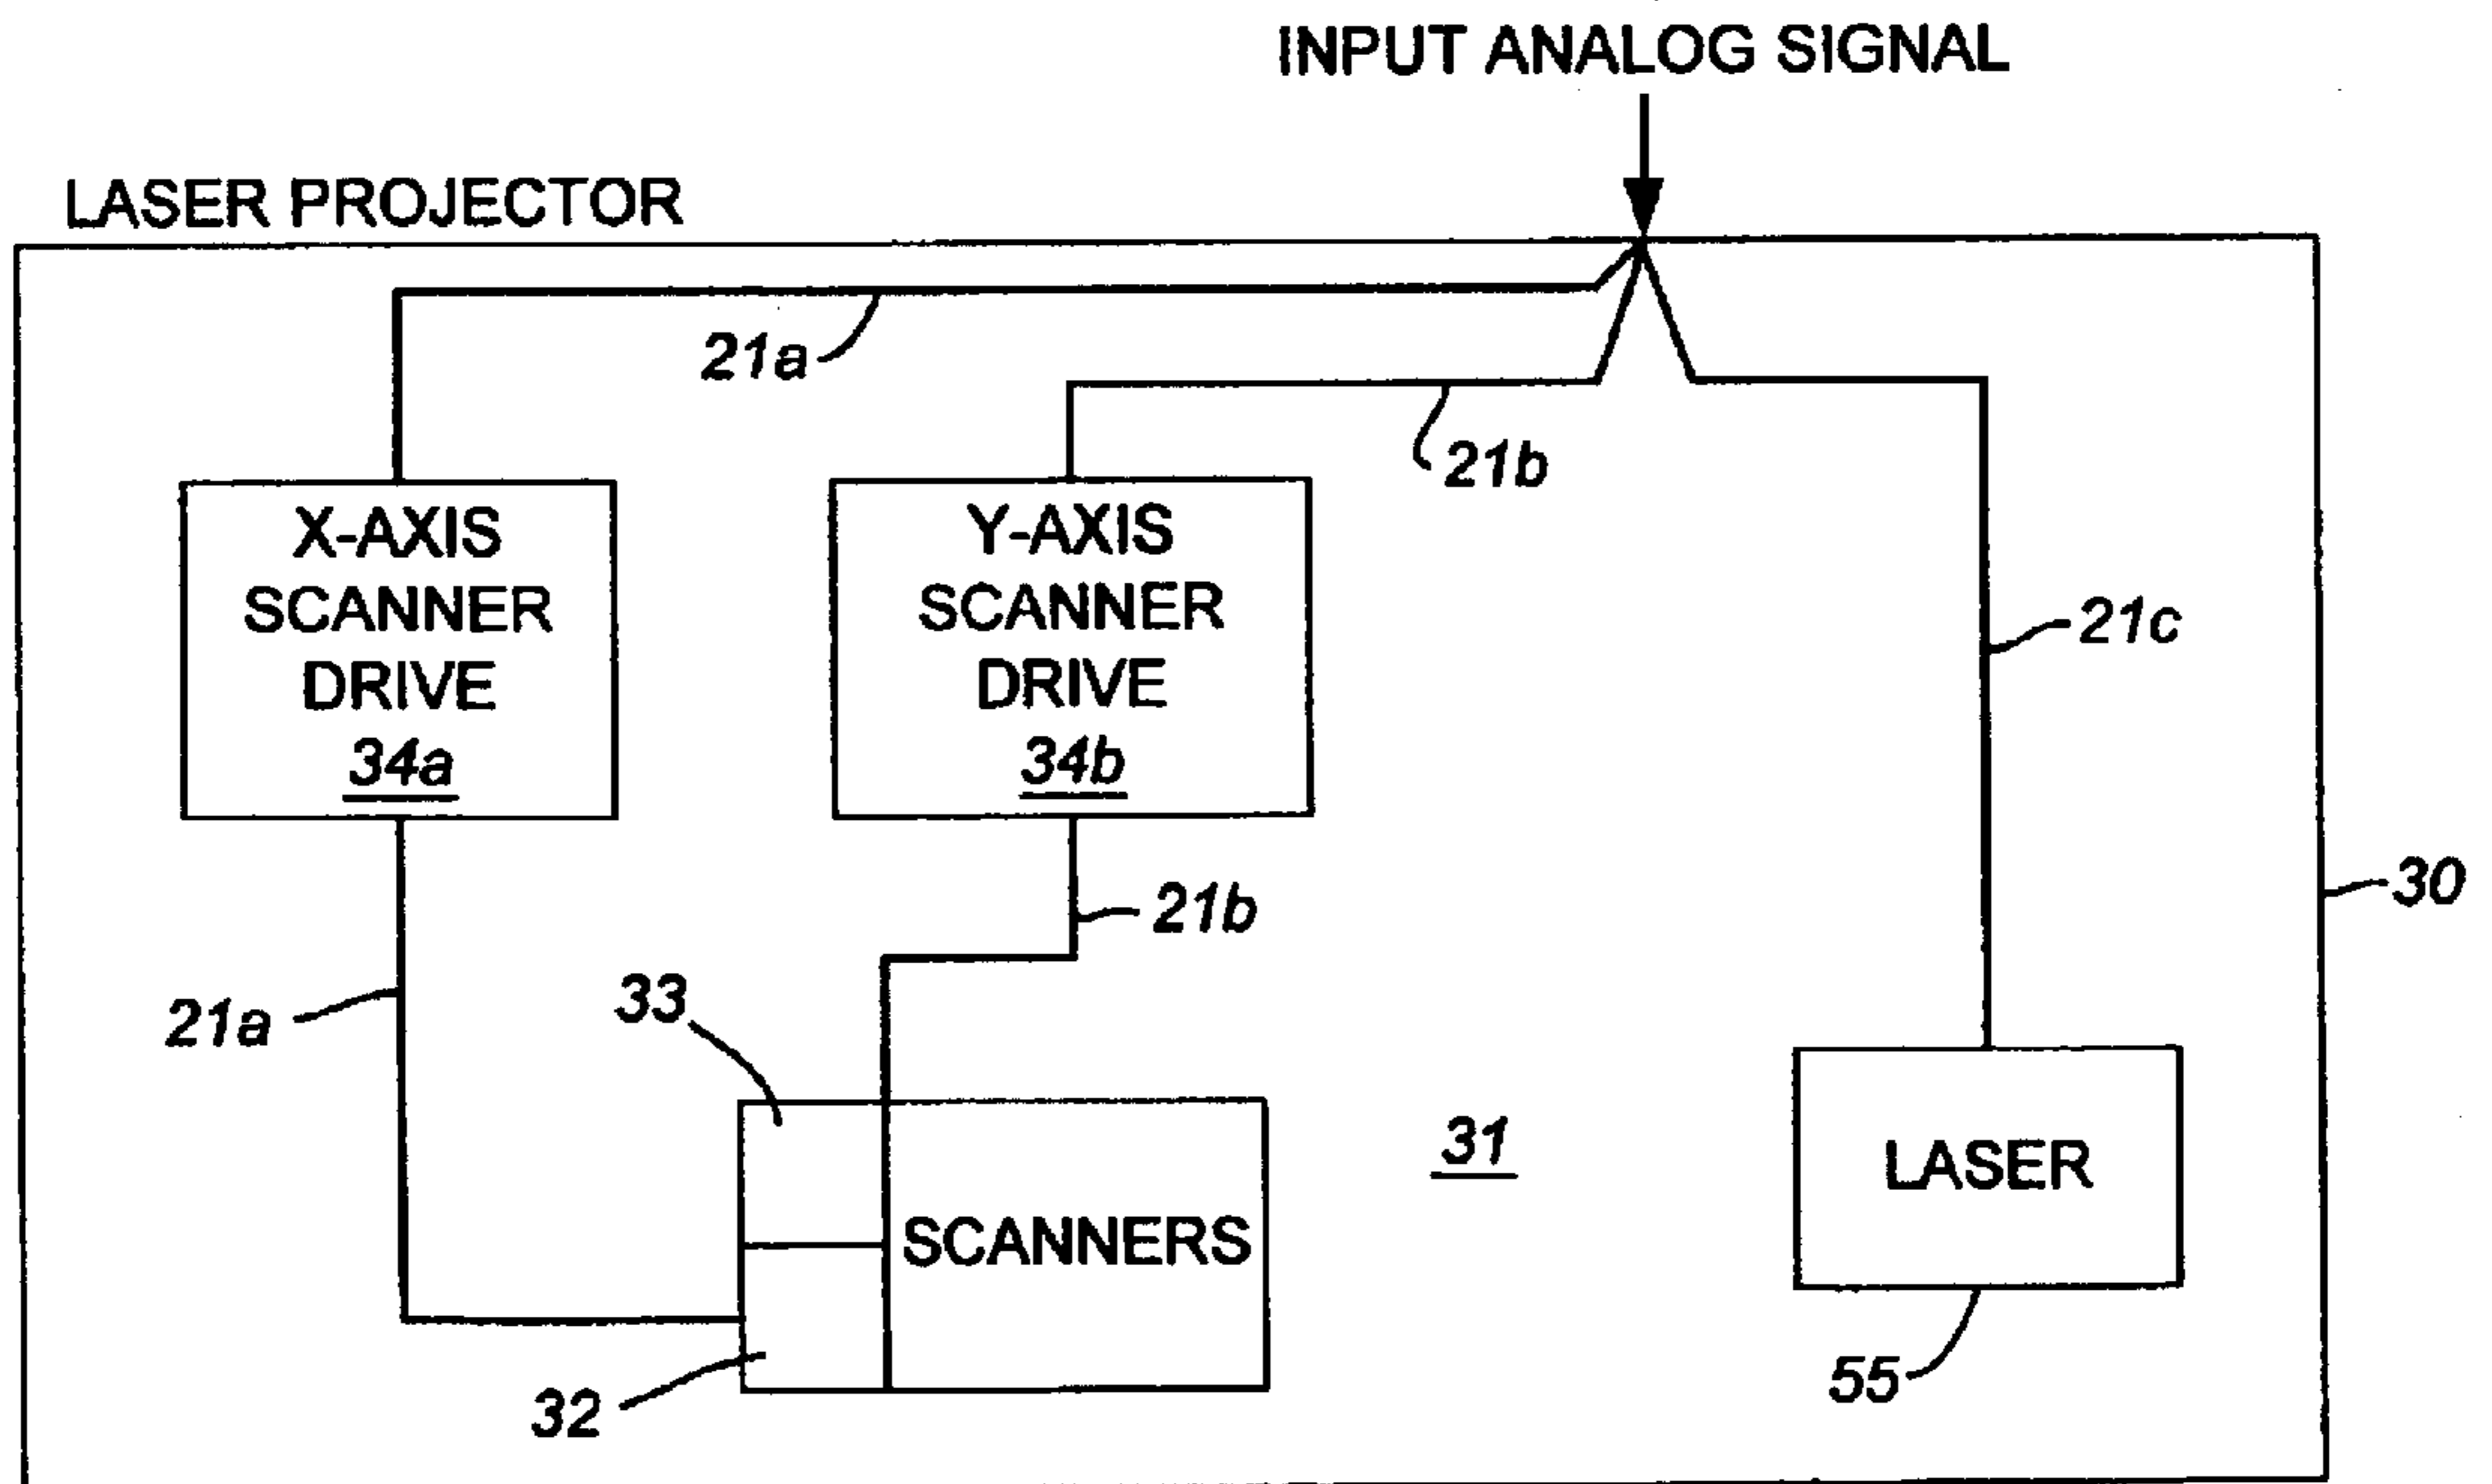 INPUT ANALOG SIGNAL
LASER PROJECTOR
21a
21b
X-AXIS
SCANNER
DRIVE
34a
Y-AXIS
SCANNER
DRIVE
34b
21c
30
21b
21a
33
31
SCANNERS
LASER
32
55